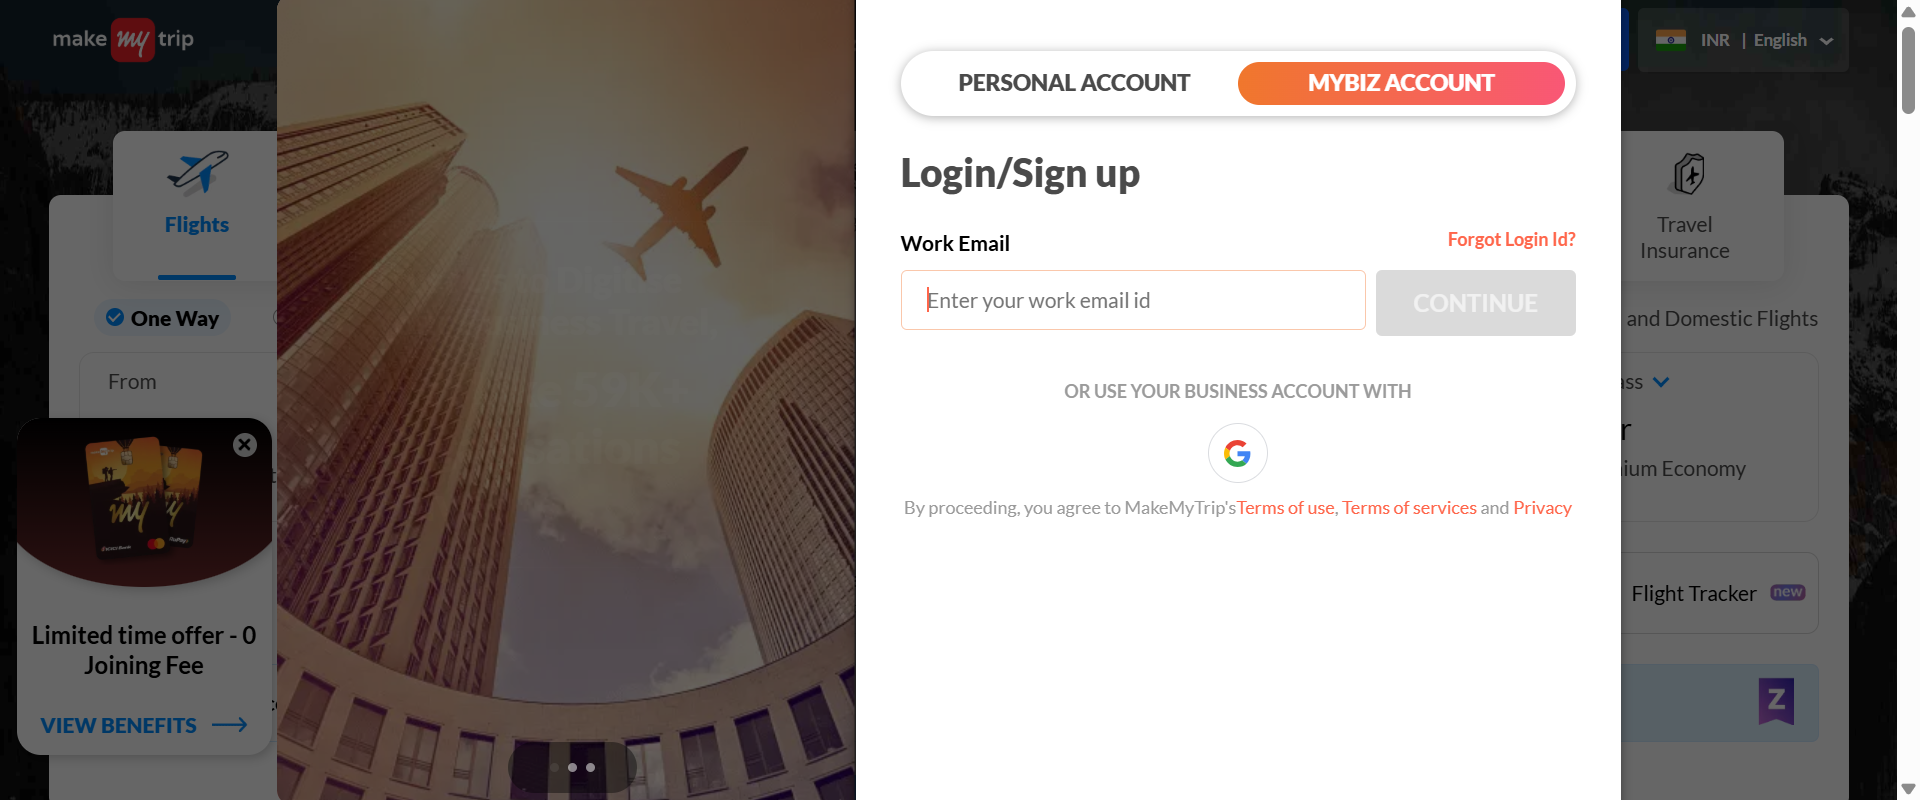 make my trip
INR | English
PERSONAL ACCOUNT
MYBIZ ACCOUNT
Login/Sign up
Work Email
Forgot Login Id?
Enter your work email id
CONTINUE
OR USE YOUR BUSINESS ACCOUNT WITH
By proceeding, you agree to MakeMyTrip'sTerms of use, Terms of services and Privacy
Flights
Travel
Insurance
One Way
and Domestic Flights
From
Economy
Flight Tracker new
my
Limited time offer - 0
Joining Fee
VIEW BENEFITS
Z